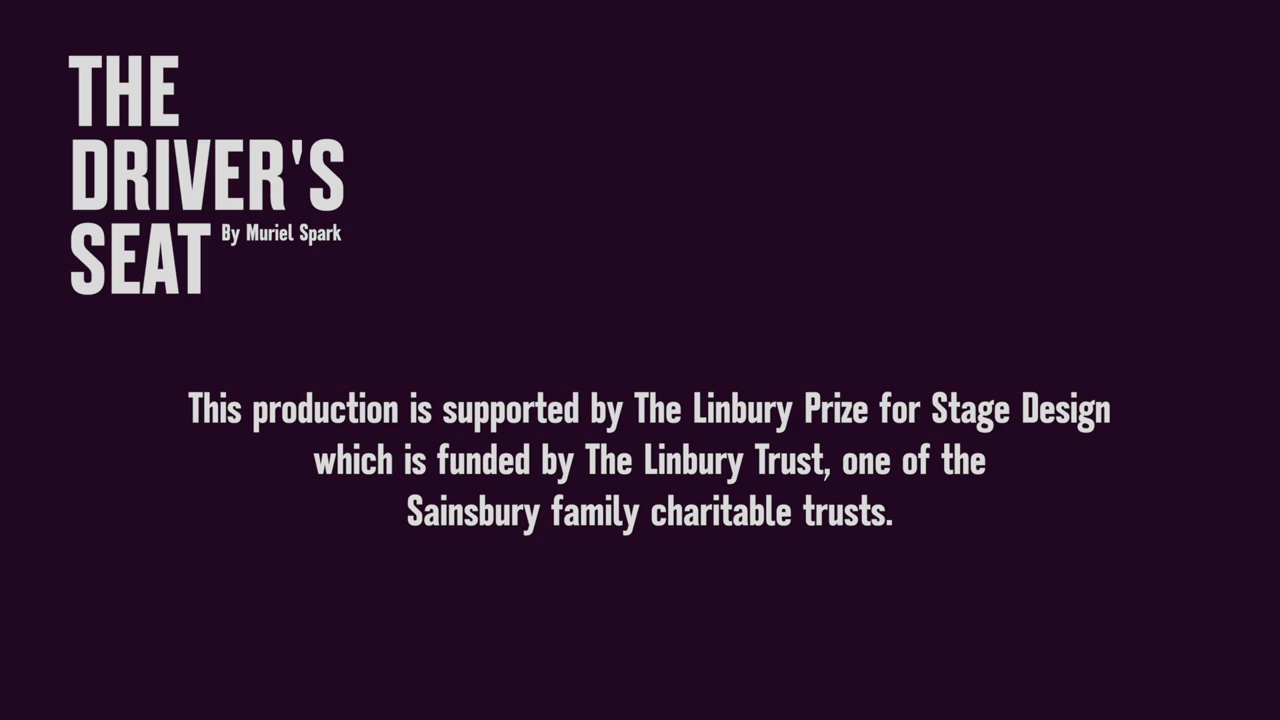 THE
DRIVER'S
SEAT By Muriel Spark
This production is supported by The Linbury Prize for Stage Design
which is funded by The Linbury Trust, one of the
Sainsbury family charitable trusts.